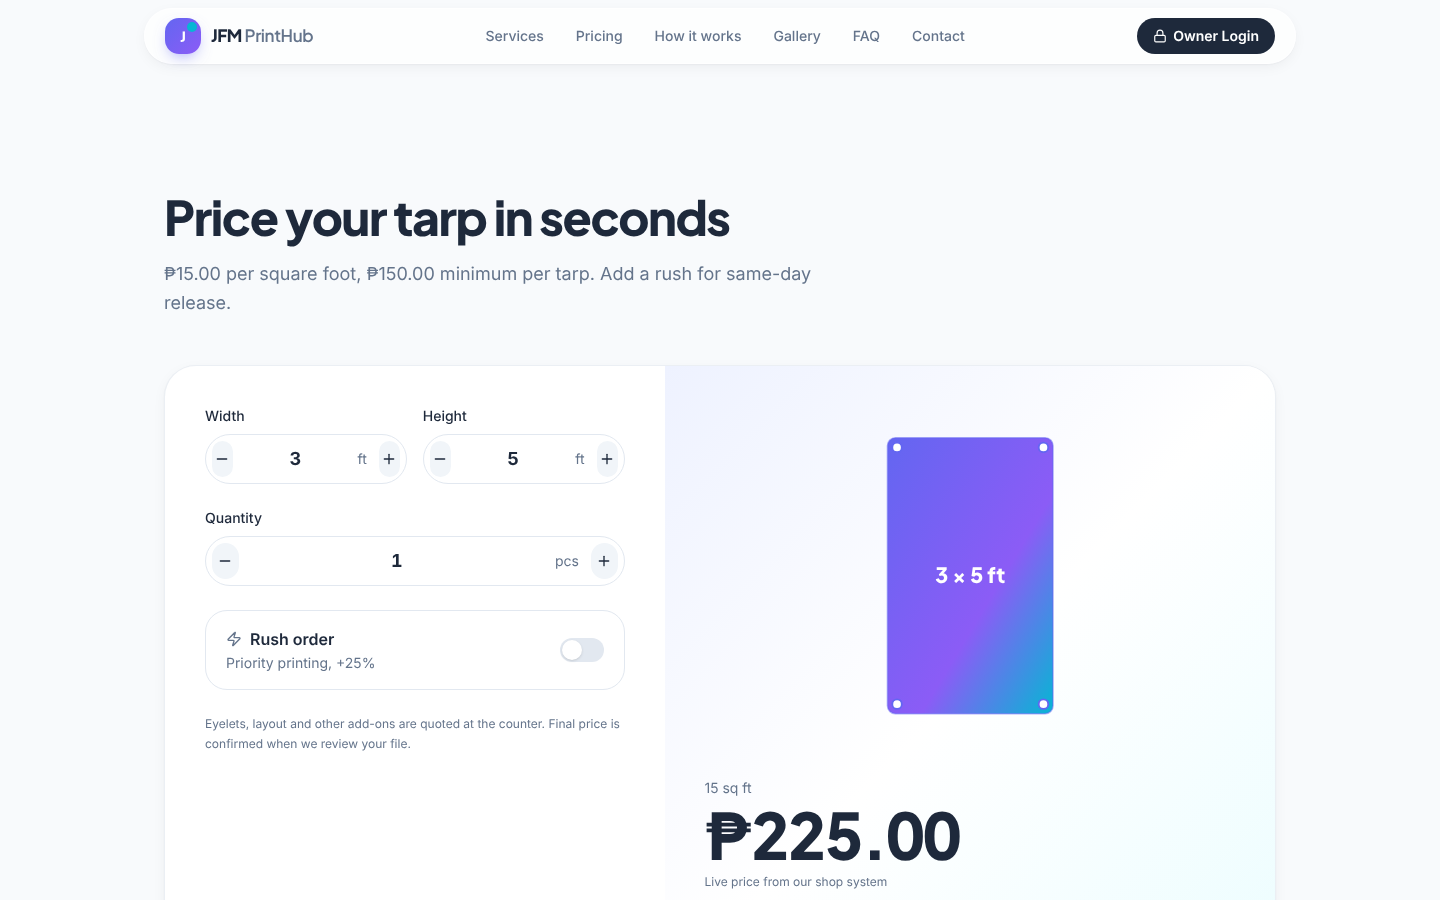 J JFM PrintHub Services Pricing How it works Gallery FAQ Contact Owner Login
Price your tarp in seconds
₱15.00 per square foot, ₱150.00 minimum per tarp. Add a rush for same-day
release.
Width Height
− 3 ft + − 5 ft +
Quantity
− 1 pcs +
Rush order
Priority printing, +25%
Eyelets, layout and other add-ons are quoted at the counter. Final price is
confirmed when we review your file.
3 × 5 ft
15 sq ft
₱225.00
Live price from our shop system